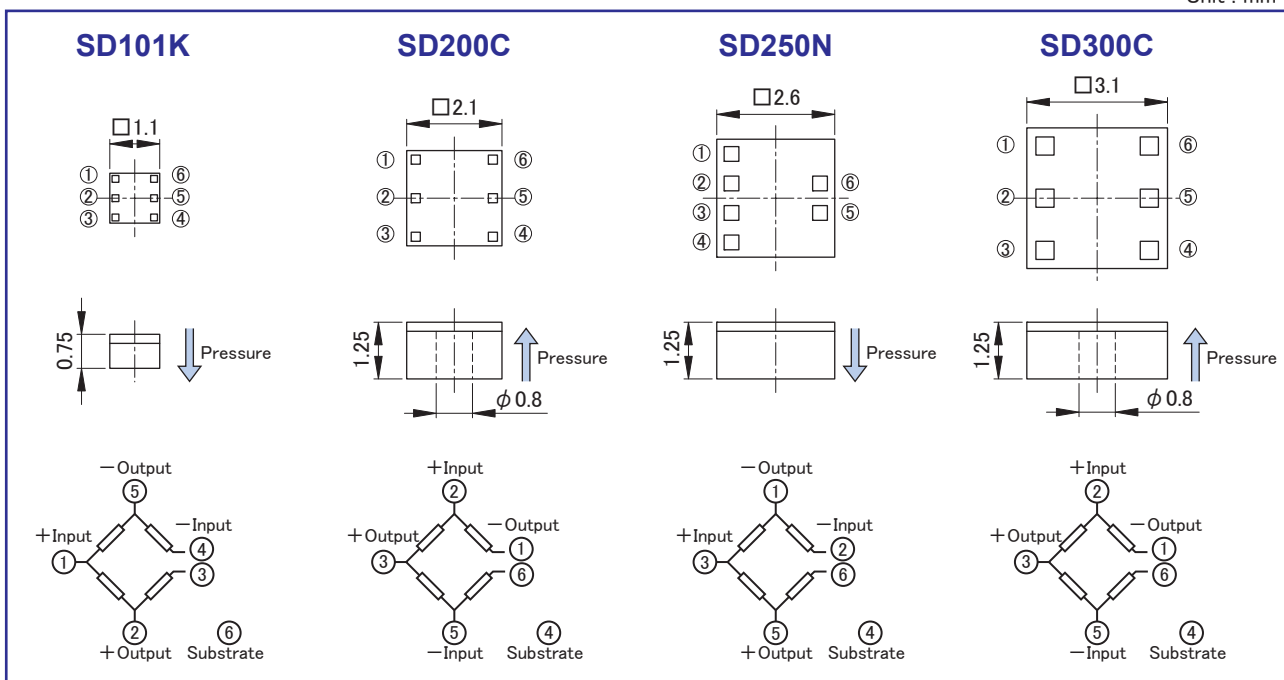 Unit : mm
SD101K
SD200C
SD250N
SD300C
□1.1
□2.1
□2.6
□3.1
① ⑥
② ⑤
③ ④
① ⑥
② ⑤
③ ④
①
② ⑥
③ ⑤
④
① ⑥
② ⑤
③ ④
0.75
Pressure
1.25
Pressure
φ0.8
1.25
Pressure
1.25
Pressure
φ0.8
−Output
⑤
+Input
①
−Input
④
③
②
+Output
⑥
Substrate
+Input
②
+Output
③
−Output
①
⑥
⑤
−Input
④
Substrate
−Output
①
+Input
③
−Input
②
⑥
⑤
+Output
④
Substrate
+Input
②
+Output
③
−Output
①
⑥
⑤
−Input
④
Substrate